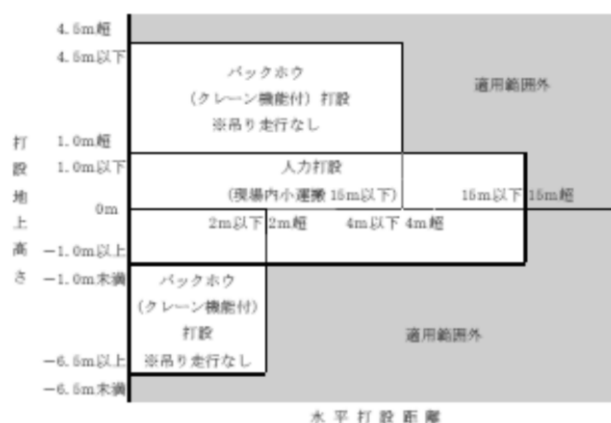 4.5m超
4.5m以下
バックホウ
(クレーン機能付) 打設
※吊り走行なし
適用範囲外
1.0m超
1.0m以下
人力打設
(現場内小運搬 15m以下)
15m以下 15m超
0m
2m以下 2m超
4m以下 4m超
-1.0m以上
-1.0m未満
バックホウ
(クレーン機能付)
打設
※吊り走行なし
適用範囲外
-6.5m以上
-6.5m未満
打設地上高さ
水平打設距離